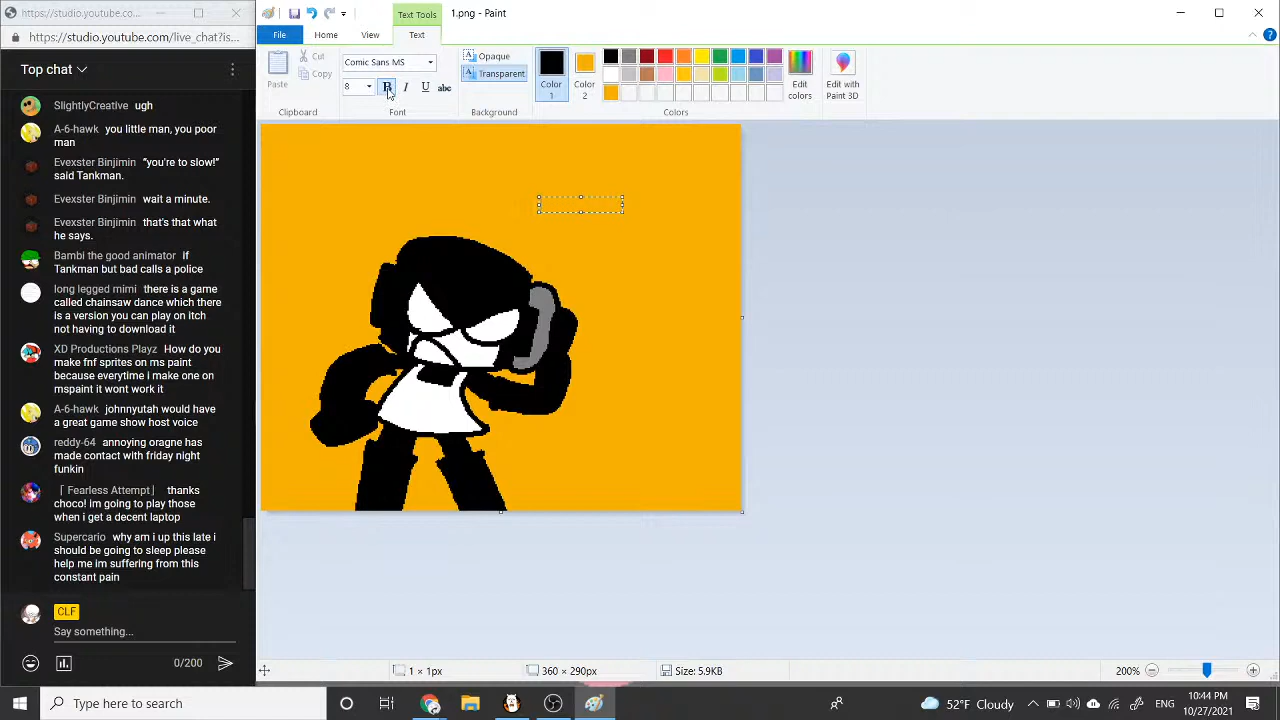 https://studio.youtube.com/live_chat?is...
https://studio.youtube.com/live_chat?is...
Top chat
SlightlyCreative ugh
A-6-hawk you little man, you poor
man
Evexster Binjimin "you're to slow!"
said Tankman.
Evexster Binjimin wait a minute.
Evexster Binjimin that's that what
he says.
Bambi the good animator if
Tankman but bad calls a police
long legged mimi there is a game
called chainsaw dance which there
is a version you can play on itch
not having to download it
XD Productions Playz How do you
make fnf sprites on ms paint
because everytime i make one on
mspaint it wont work it
A-6-hawk johnnyutah would have
a great game show host voice
reddy-64 annoying oragne has
made contact with friday night
funkin
「Fearless Attempt」 thanks
choco! im going to play those
when i get a decent laptop
Supercario why am i up this late i
should be going to sleep please
help me im suffering from this
constant pain
CLF
Say something...
0/200
Text Tools
1.png - Paint
File
Home
View
Text
Paste
Cut
Copy
Clipboard
Comic Sans MS
8
B
I
U
abc
Font
Opaque
Transparent
Background
Color
1
Color
2
Edit
colors
Edit with
Paint 3D
Colors
1 × 1px
360 × 290px
Size: 5.9KB
200%
Type here to search
52°F Cloudy
ENG
10:44 PM
10/27/2021